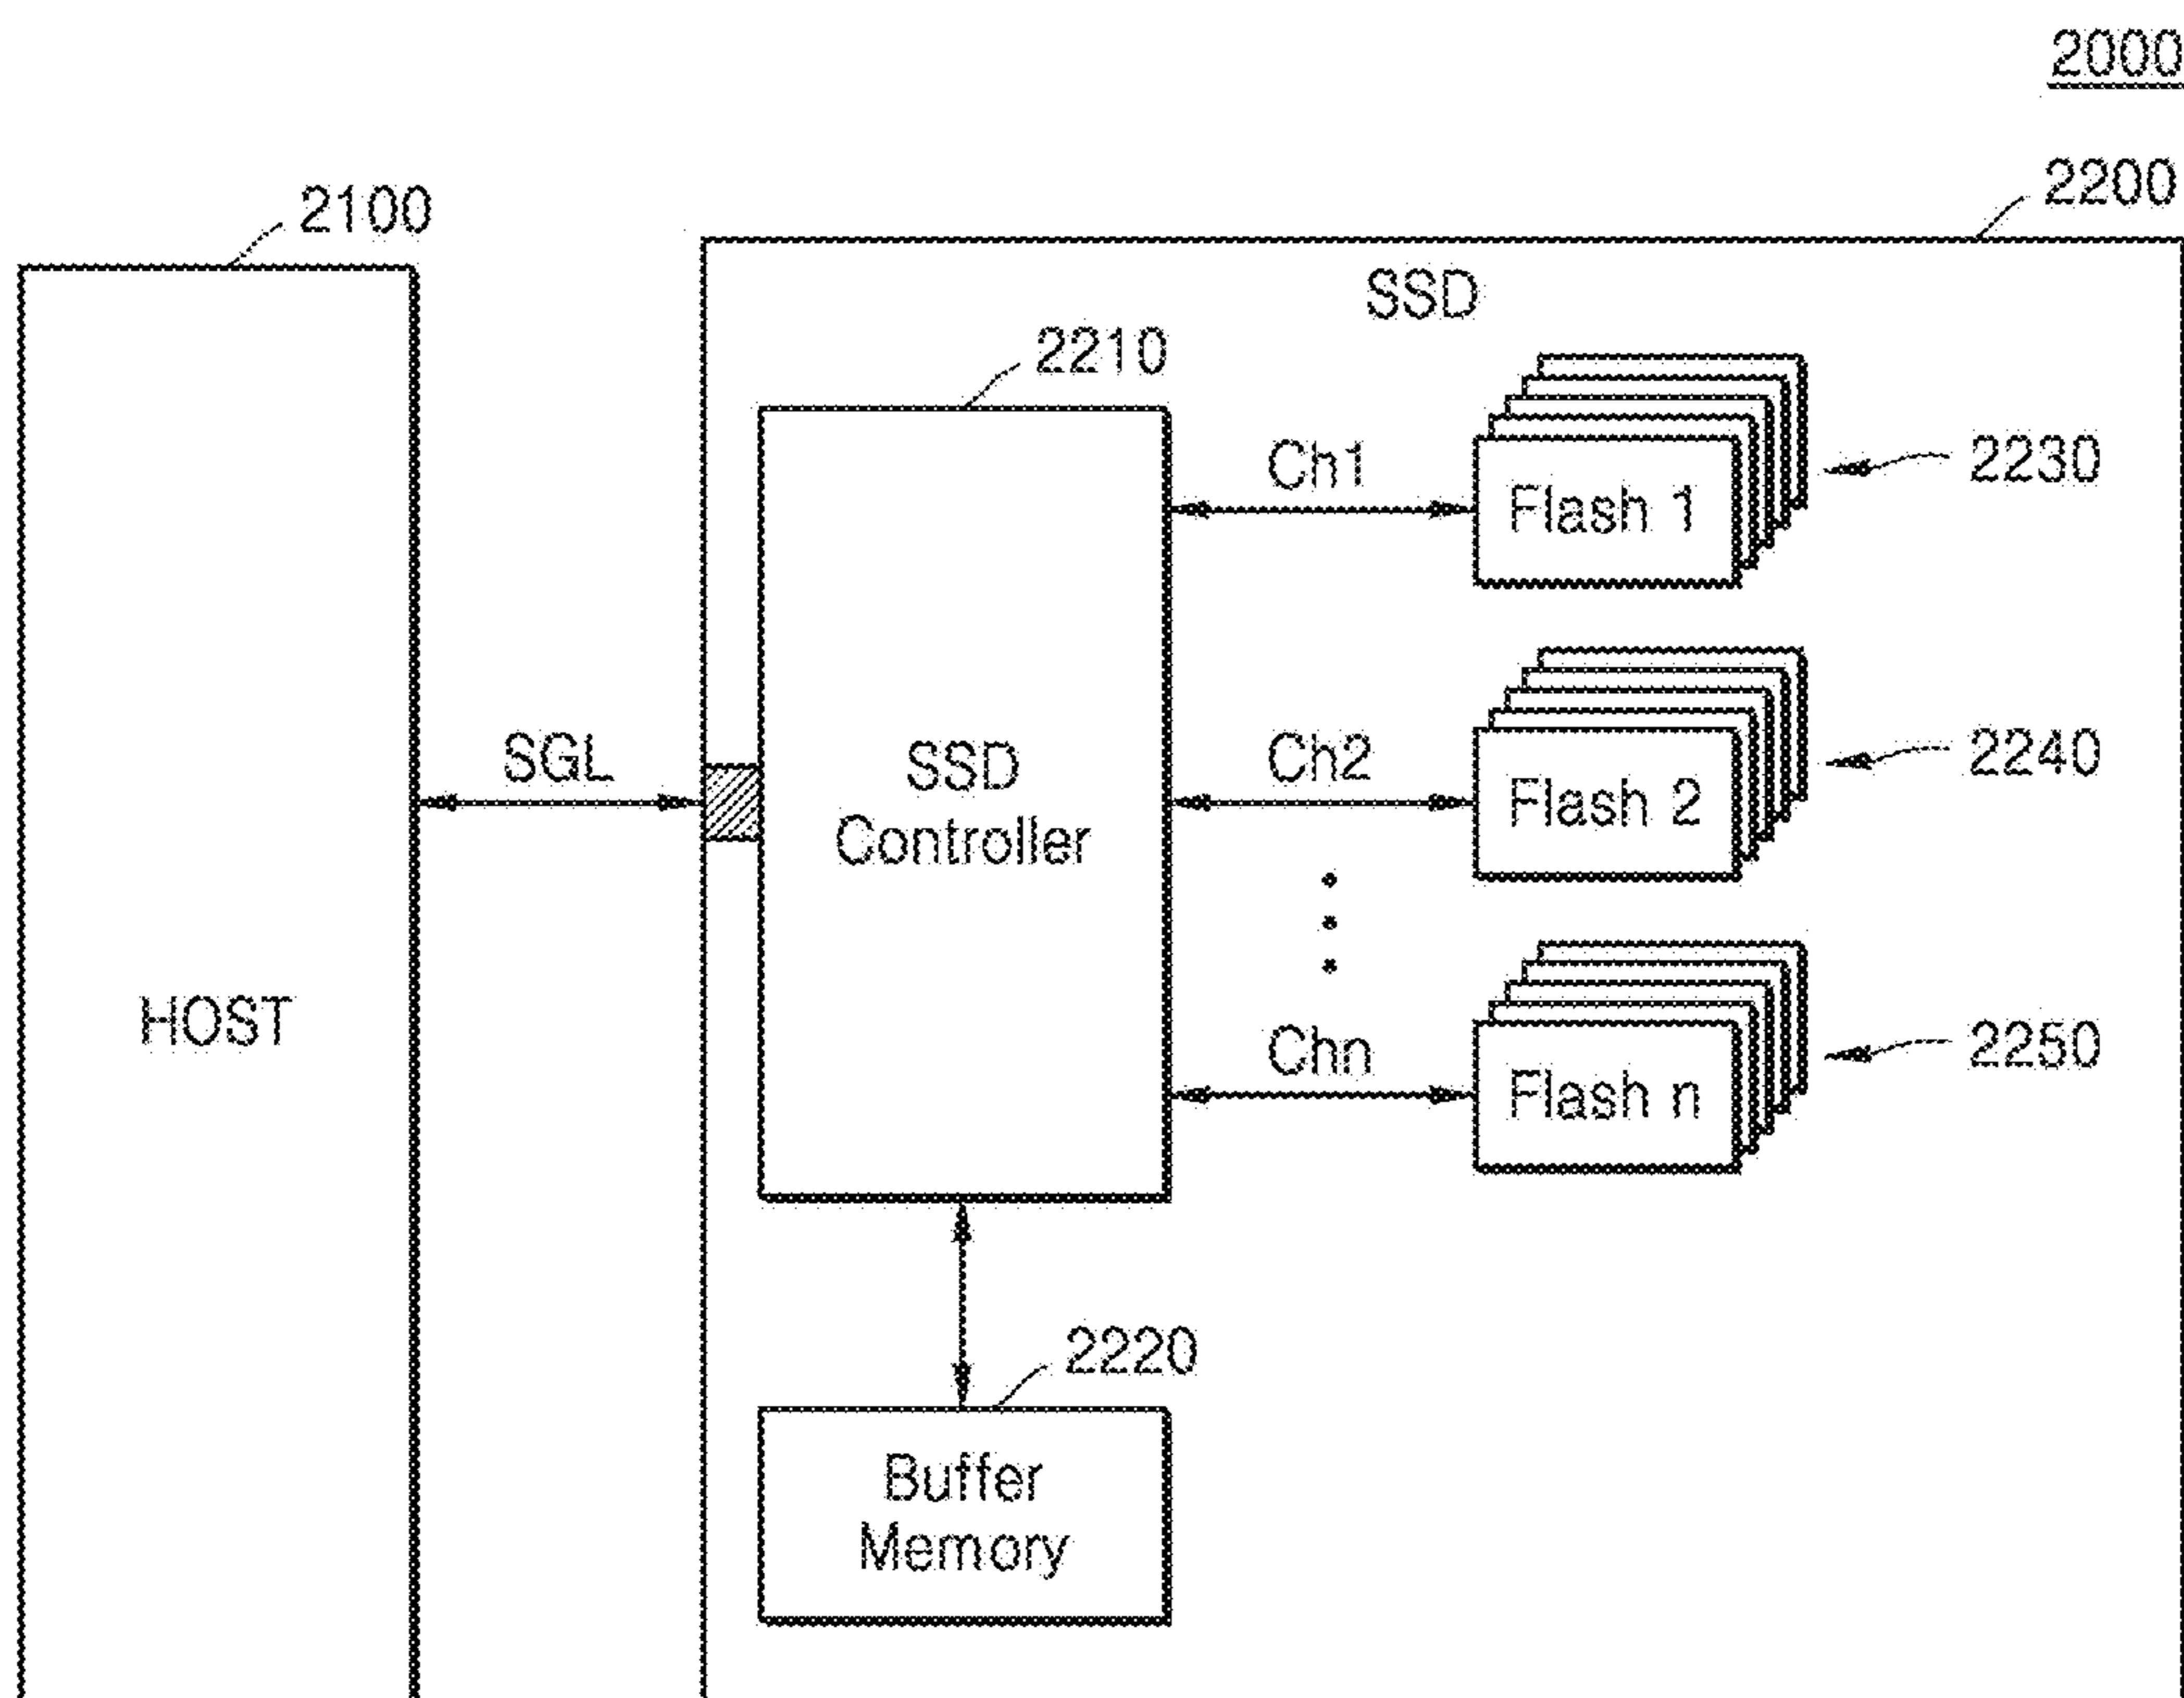 2000
2200
2100
SSD
2210
Ch1
Flash 1
2230
SGL
SSD
Controller
Ch2
Flash 2
2240
HOST
Chn
Flash n
2250
2220
Buffer
Memory